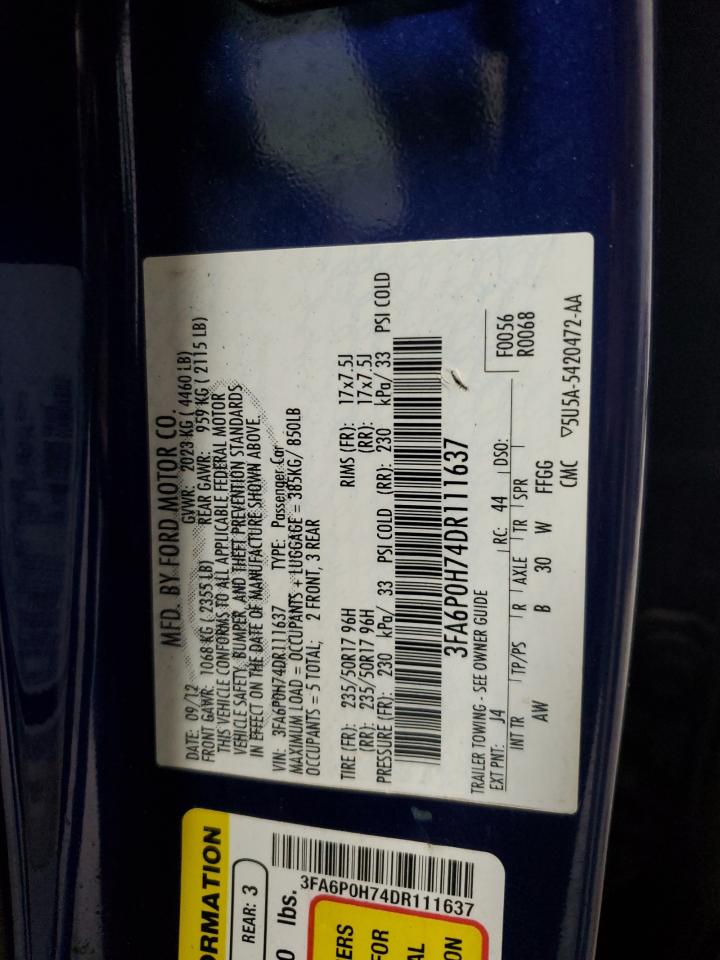 MFD. BY FORD MOTOR CO.
DATE: 09/12 GVWR: 2023 KG ( 4460 LB)
FRONT GAWR: 1068 KG ( 2355 LB) REAR GAWR: 959 KG ( 2115 LB)
THIS VEHICLE CONFORMS TO ALL APPLICABLE FEDERAL MOTOR
VEHICLE SAFETY, BUMPER, AND THEFT PREVENTION STANDARDS
IN EFFECT ON THE DATE OF MANUFACTURE SHOWN ABOVE.
VIN: 3FA6P0H74DR111637 TYPE: Passenger Car
MAXIMUM LOAD = OCCUPANTS + LUGGAGE = 385KG/ 850LB
OCCUPANTS = 5 TOTAL; 2 FRONT, 3 REAR
TIRE (FR): 235/50R17 96H RIMS (FR): 17x7.5J
(RR): 235/50R17 96H (RR): 17x7.5J
PRESSURE (FR): 230 kPa/ 33 PSI COLD (RR): 230 kPa/ 33 PSI COLD
3FA6P0H74DR111637
TRAILER TOWING - SEE OWNER GUIDE
F0056
R0068
EXT PNT: J4 RC: 44 DSO:
INT TR TP/PS R AXLE TR SPR
AW B 30 W FFGG
CMC ▽5U5A-5420472-AA
ORMATION
REAR: 3
0 lbs.
3FA6P0H74DR111637
ERS
FOR
AL
ON